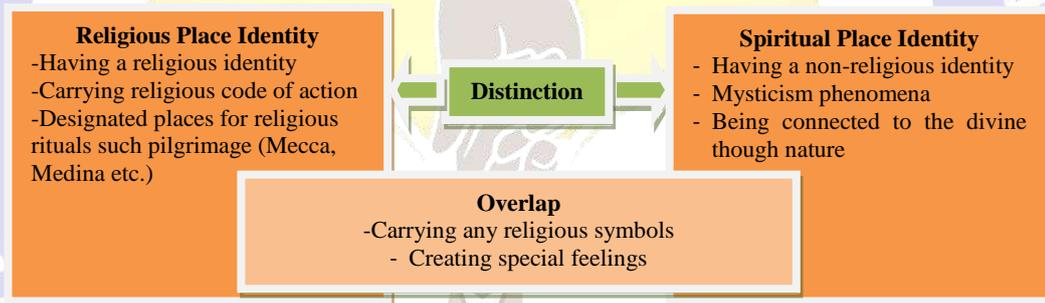 Religious Place Identity
-Having a religious identity
-Carrying religious code of action
-Designated places for religious
rituals such pilgrimage (Mecca,
Medina etc.)
Distinction
Spiritual Place Identity
- Having a non-religious identity
- Mysticism phenomena
- Being connected to the divine
though nature
Overlap
-Carrying any religious symbols
- Creating special feelings